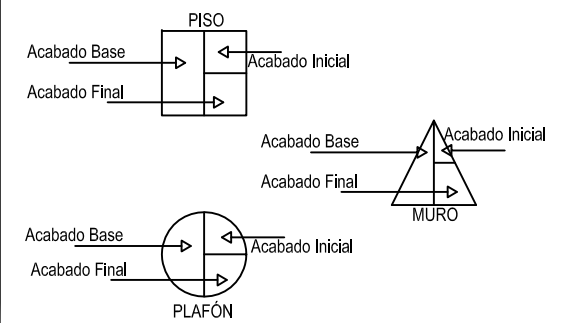 PISO
Acabado Base
Acabado Inicial
Acabado Final
Acabado Inicial
Acabado Base
Acabado Final
MURO
Acabado Base
Acabado Inicial
Acabado Final
PLAFÓN